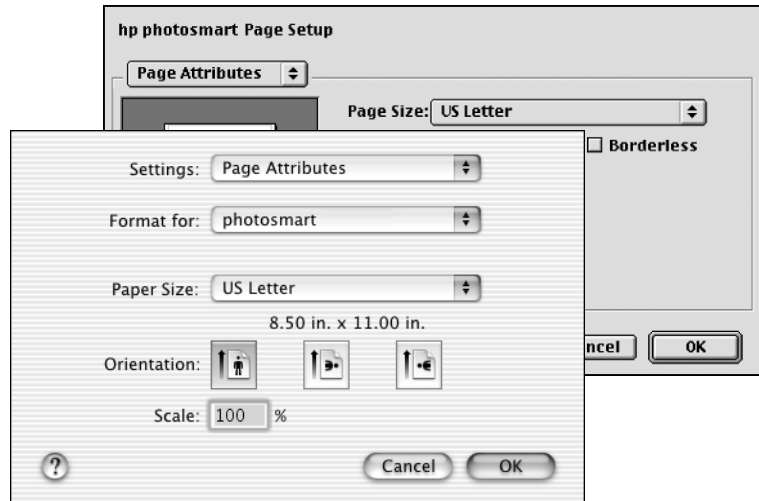 hp photosmart Page Setup
Page Attributes
Page Size: US Letter
Borderless
ncel
OK
Settings: Page Attributes
Format for: photosmart
Paper Size: US Letter
8.50 in. x 11.00 in.
Orientation:
Scale: 100 %
?
Cancel
OK